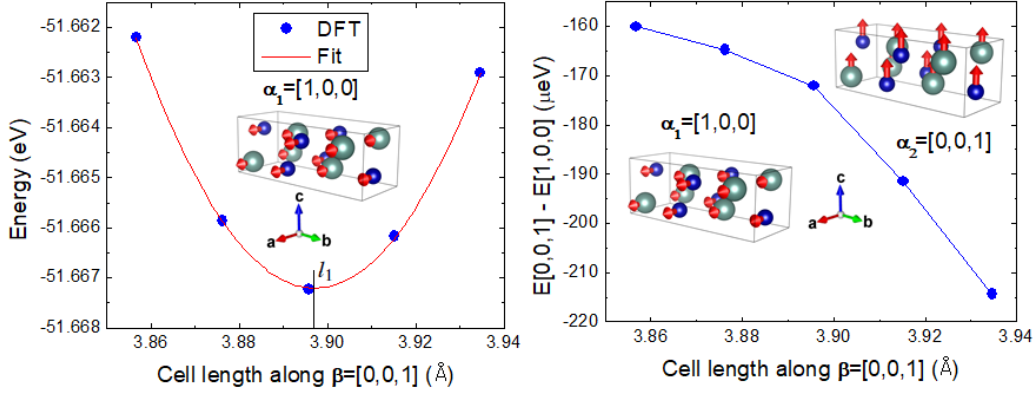 -51.662
-51.663
-51.664
-51.665
-51.666
-51.667
-51.668
Energy (eV)
DFT
Fit
α₁=[1,0,0]
c
a
b
l₁
3.86
3.88
3.90
3.92
3.94
Cell length along β=[0,0,1] (Å)
-160
-170
-180
-190
-200
-210
-220
E[0,0,1] - E[1,0,0] (μeV)
α₁=[1,0,0]
α₂=[0,0,1]
c
a
b
3.86
3.88
3.90
3.92
3.94
Cell length along β=[0,0,1] (Å)